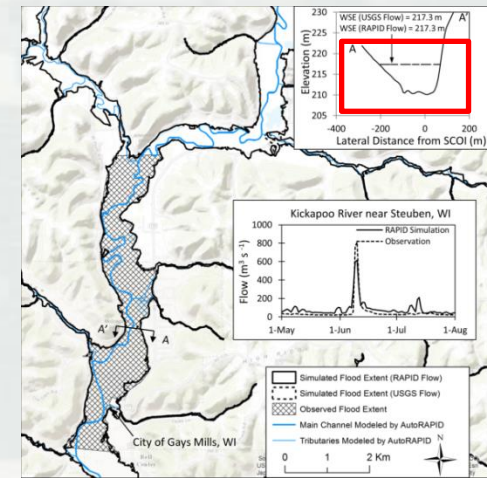 230
WSE (USGS Flow) = 217.3 m
A'
WSE (RAPID Flow) = 217.3 m
225
A
220
215
210
205
Elevation (m)
-400 -200 0 200
Lateral Distance from SCOI (m)
Kickapoo River near Steuben, WI
1000
RAPID Simulation
Observation
800
600
400
200
0
Flow (m³ s⁻¹)
1-May 1-Jun 1-Jul 1-Aug
A'
A
Simulated Flood Extent (RAPID Flow)
Simulated Flood Extent (USGS Flow)
Observed Flood Extent
Main Channel Modeled by AutoRAPID
Tributaries Modeled by AutoRAPID
N
0 1 2 Km
City of Gays Mills, WI